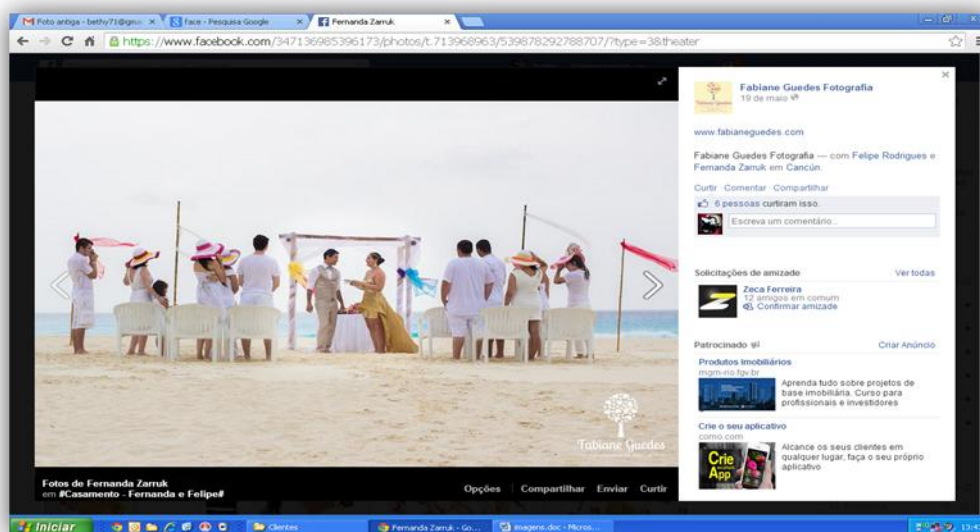 Foto antiga - bethy71@gmai
face - Pesquisa Google
Fernanda Zarruk
https://www.facebook.com/347136985396173/photos/t.713968963/539878292788707/?type=3&theater
Fabiane Guedes Fotografia
19 de maio
www.fabianeguedes.com
Fabiane Guedes Fotografia — com Felipe Rodrigues e
Fernanda Zarruk em Cancún.
Curtir · Comentar · Compartilhar
6 pessoas curtiram isso.
Escreva um comentário...
Solicitações de amizade
Ver todas
Zeca Ferreira
12 amigos em comum
Confirmar amizade
Patrocinado
Criar Anúncio
Produtos Imobiliários
mgm-rio.fgv.br
Aprenda tudo sobre projetos de
base imobiliária. Curso para
profissionais e investidores
Crie o seu aplicativo
como.com
Crie
App
Alcance os seus clientes em
qualquer lugar, faça o seu próprio
aplicativo
Fabiane Guedes
Fotos de Fernanda Zarruk
em #Casamento - Fernanda e Felipe#
Opções
Compartilhar
Enviar
Curtir
Iniciar
Clientes
Fernanda Zarruk - Go...
imagens.doc - Micros...